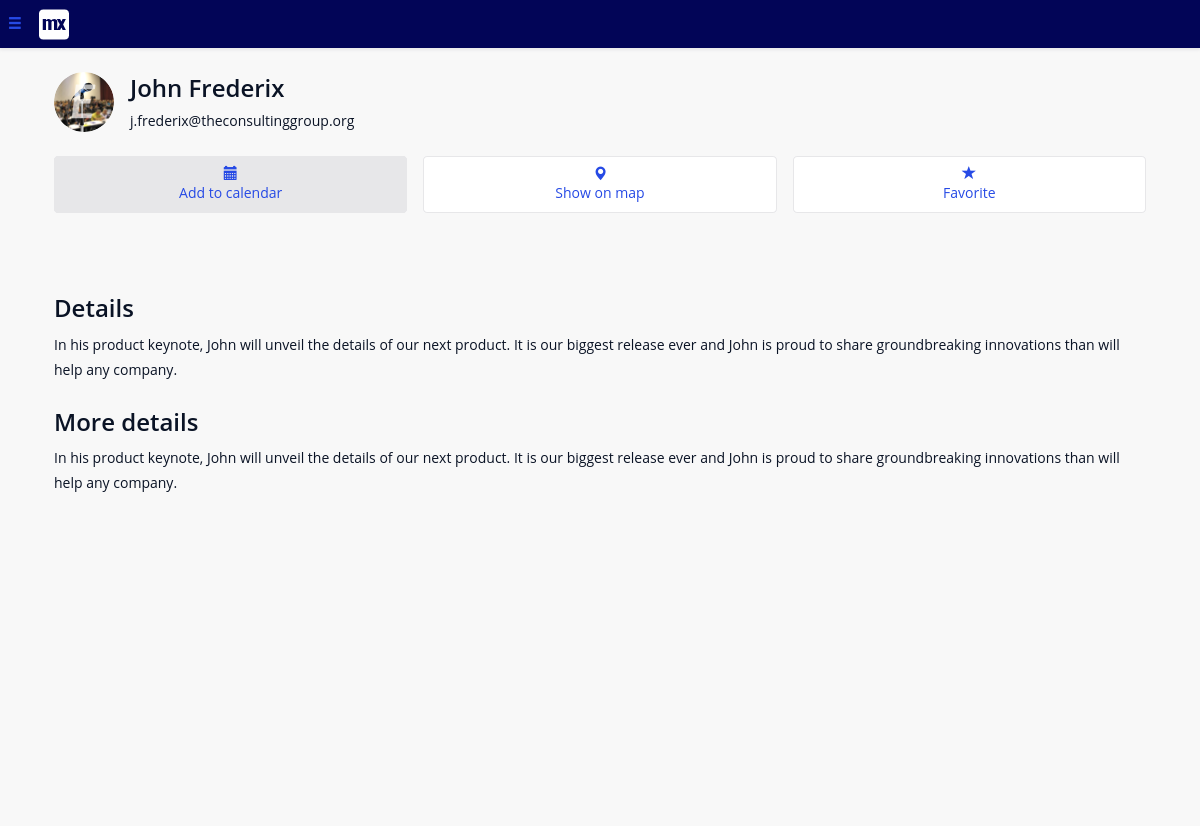 mx
John Frederix
j.frederix@theconsultinggroup.org
Add to calendar
Show on map
Favorite
Details
In his product keynote, John will unveil the details of our next product. It is our biggest release ever and John is proud to share groundbreaking innovations than will
help any company.
More details
In his product keynote, John will unveil the details of our next product. It is our biggest release ever and John is proud to share groundbreaking innovations than will
help any company.